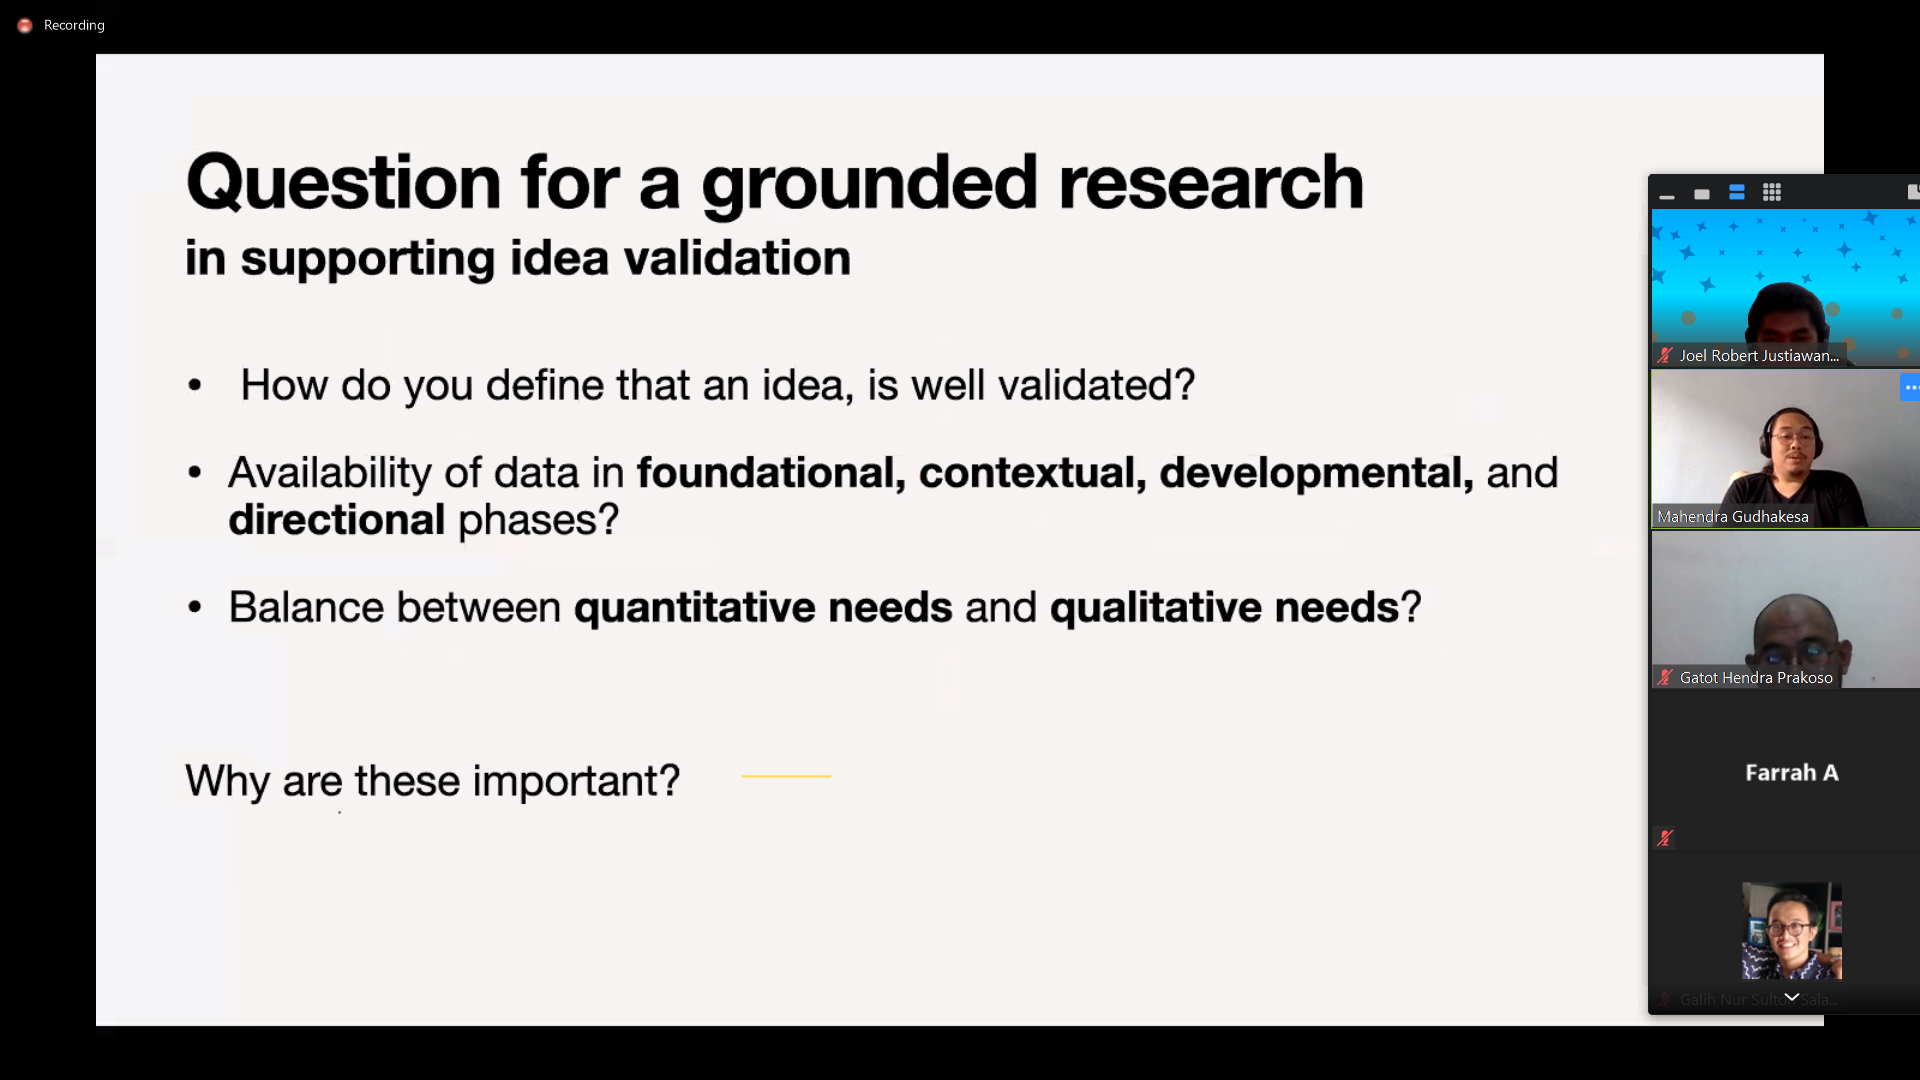 Recording
Question for a grounded research
in supporting idea validation
• How do you define that an idea, is well validated?
• Availability of data in foundational, contextual, developmental, and
directional phases?
• Balance between quantitative needs and qualitative needs?
Why are these important?
Joel Robert Justiawan...
Mahendra Gudhakesa
Gatot Hendra Prakoso
Farrah A
Galih Nur Sulton Sala...